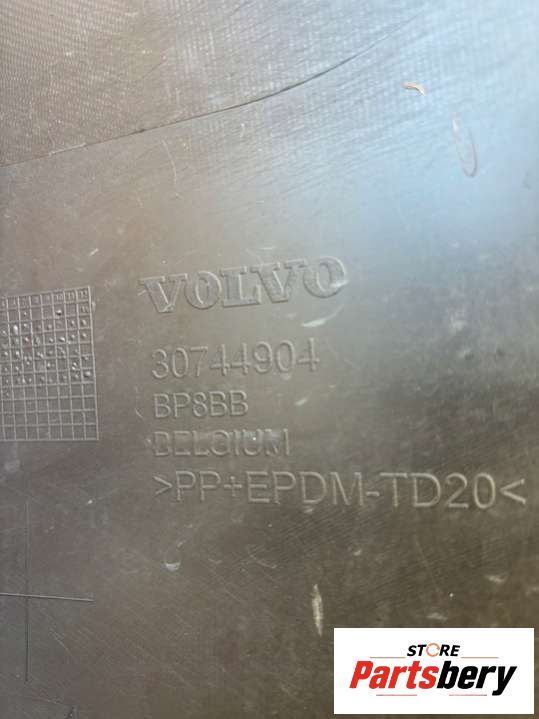 VOLVO
30744904
BP8BB
BELGIUM
>PP+EPDM-TD20<
STORE
Partsbery